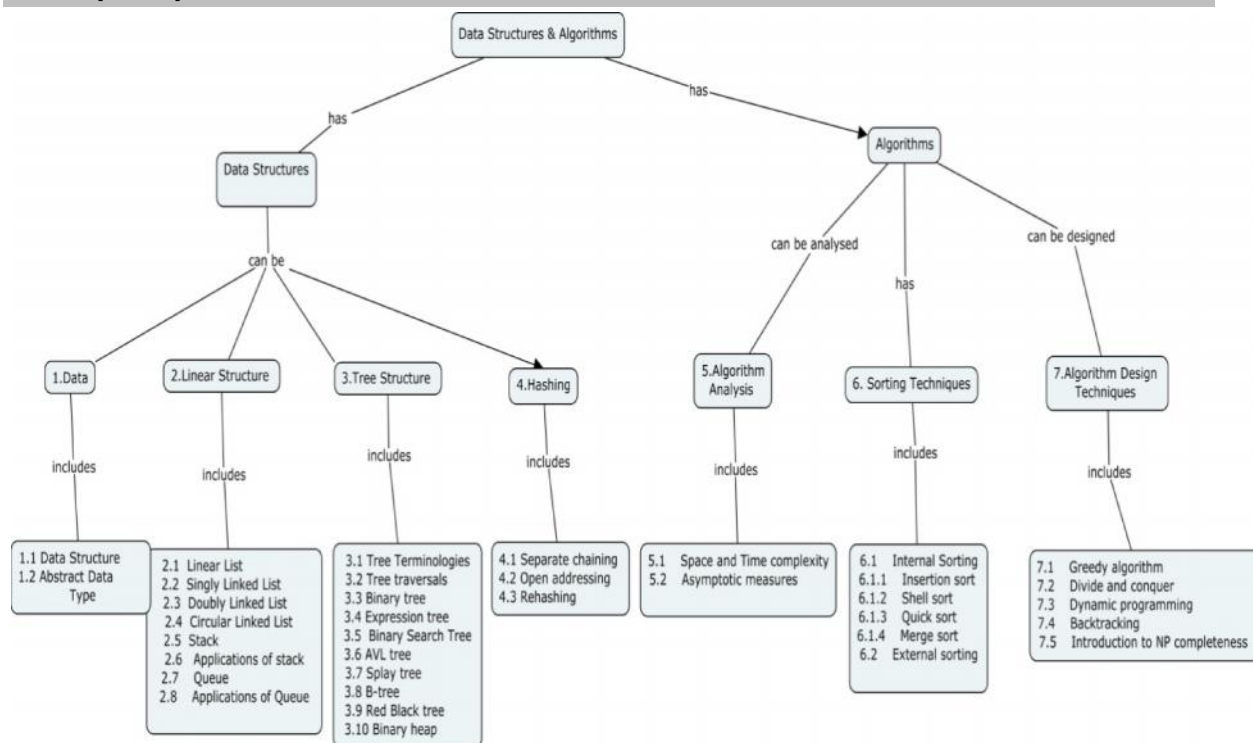 Data Structures & Algorithms
has
has
Data Structures
Algorithms
can be
can be analysed
has
can be designed
1.Data
2.Linear Structure
3.Tree Structure
4.Hashing
5.Algorithm
Analysis
6. Sorting Techniques
7.Algorithm Design
Techniques
includes
includes
includes
includes
includes
includes
includes
1.1 Data Structure
1.2 Abstract Data
Type
2.1 Linear List
2.2 Singly Linked List
2.3 Doubly Linked List
2.4 Circular Linked List
2.5 Stack
2.6 Applications of stack
2.7 Queue
2.8 Applications of Queue
3.1 Tree Terminologies
3.2 Tree traversals
3.3 Binary tree
3.4 Expression tree
3.5 Binary Search Tree
3.6 AVL tree
3.7 Splay tree
3.8 B-tree
3.9 Red Black tree
3.10 Binary heap
4.1 Separate chaining
4.2 Open addressing
4.3 Rehashing
5.1 Space and Time complexity
5.2 Asymptotic measures
6.1 Internal Sorting
6.1.1 Insertion sort
6.1.2 Shell sort
6.1.3 Quick sort
6.1.4 Merge sort
6.2 External sorting
7.1 Greedy algorithm
7.2 Divide and conquer
7.3 Dynamic programming
7.4 Backtracking
7.5 Introduction to NP completeness